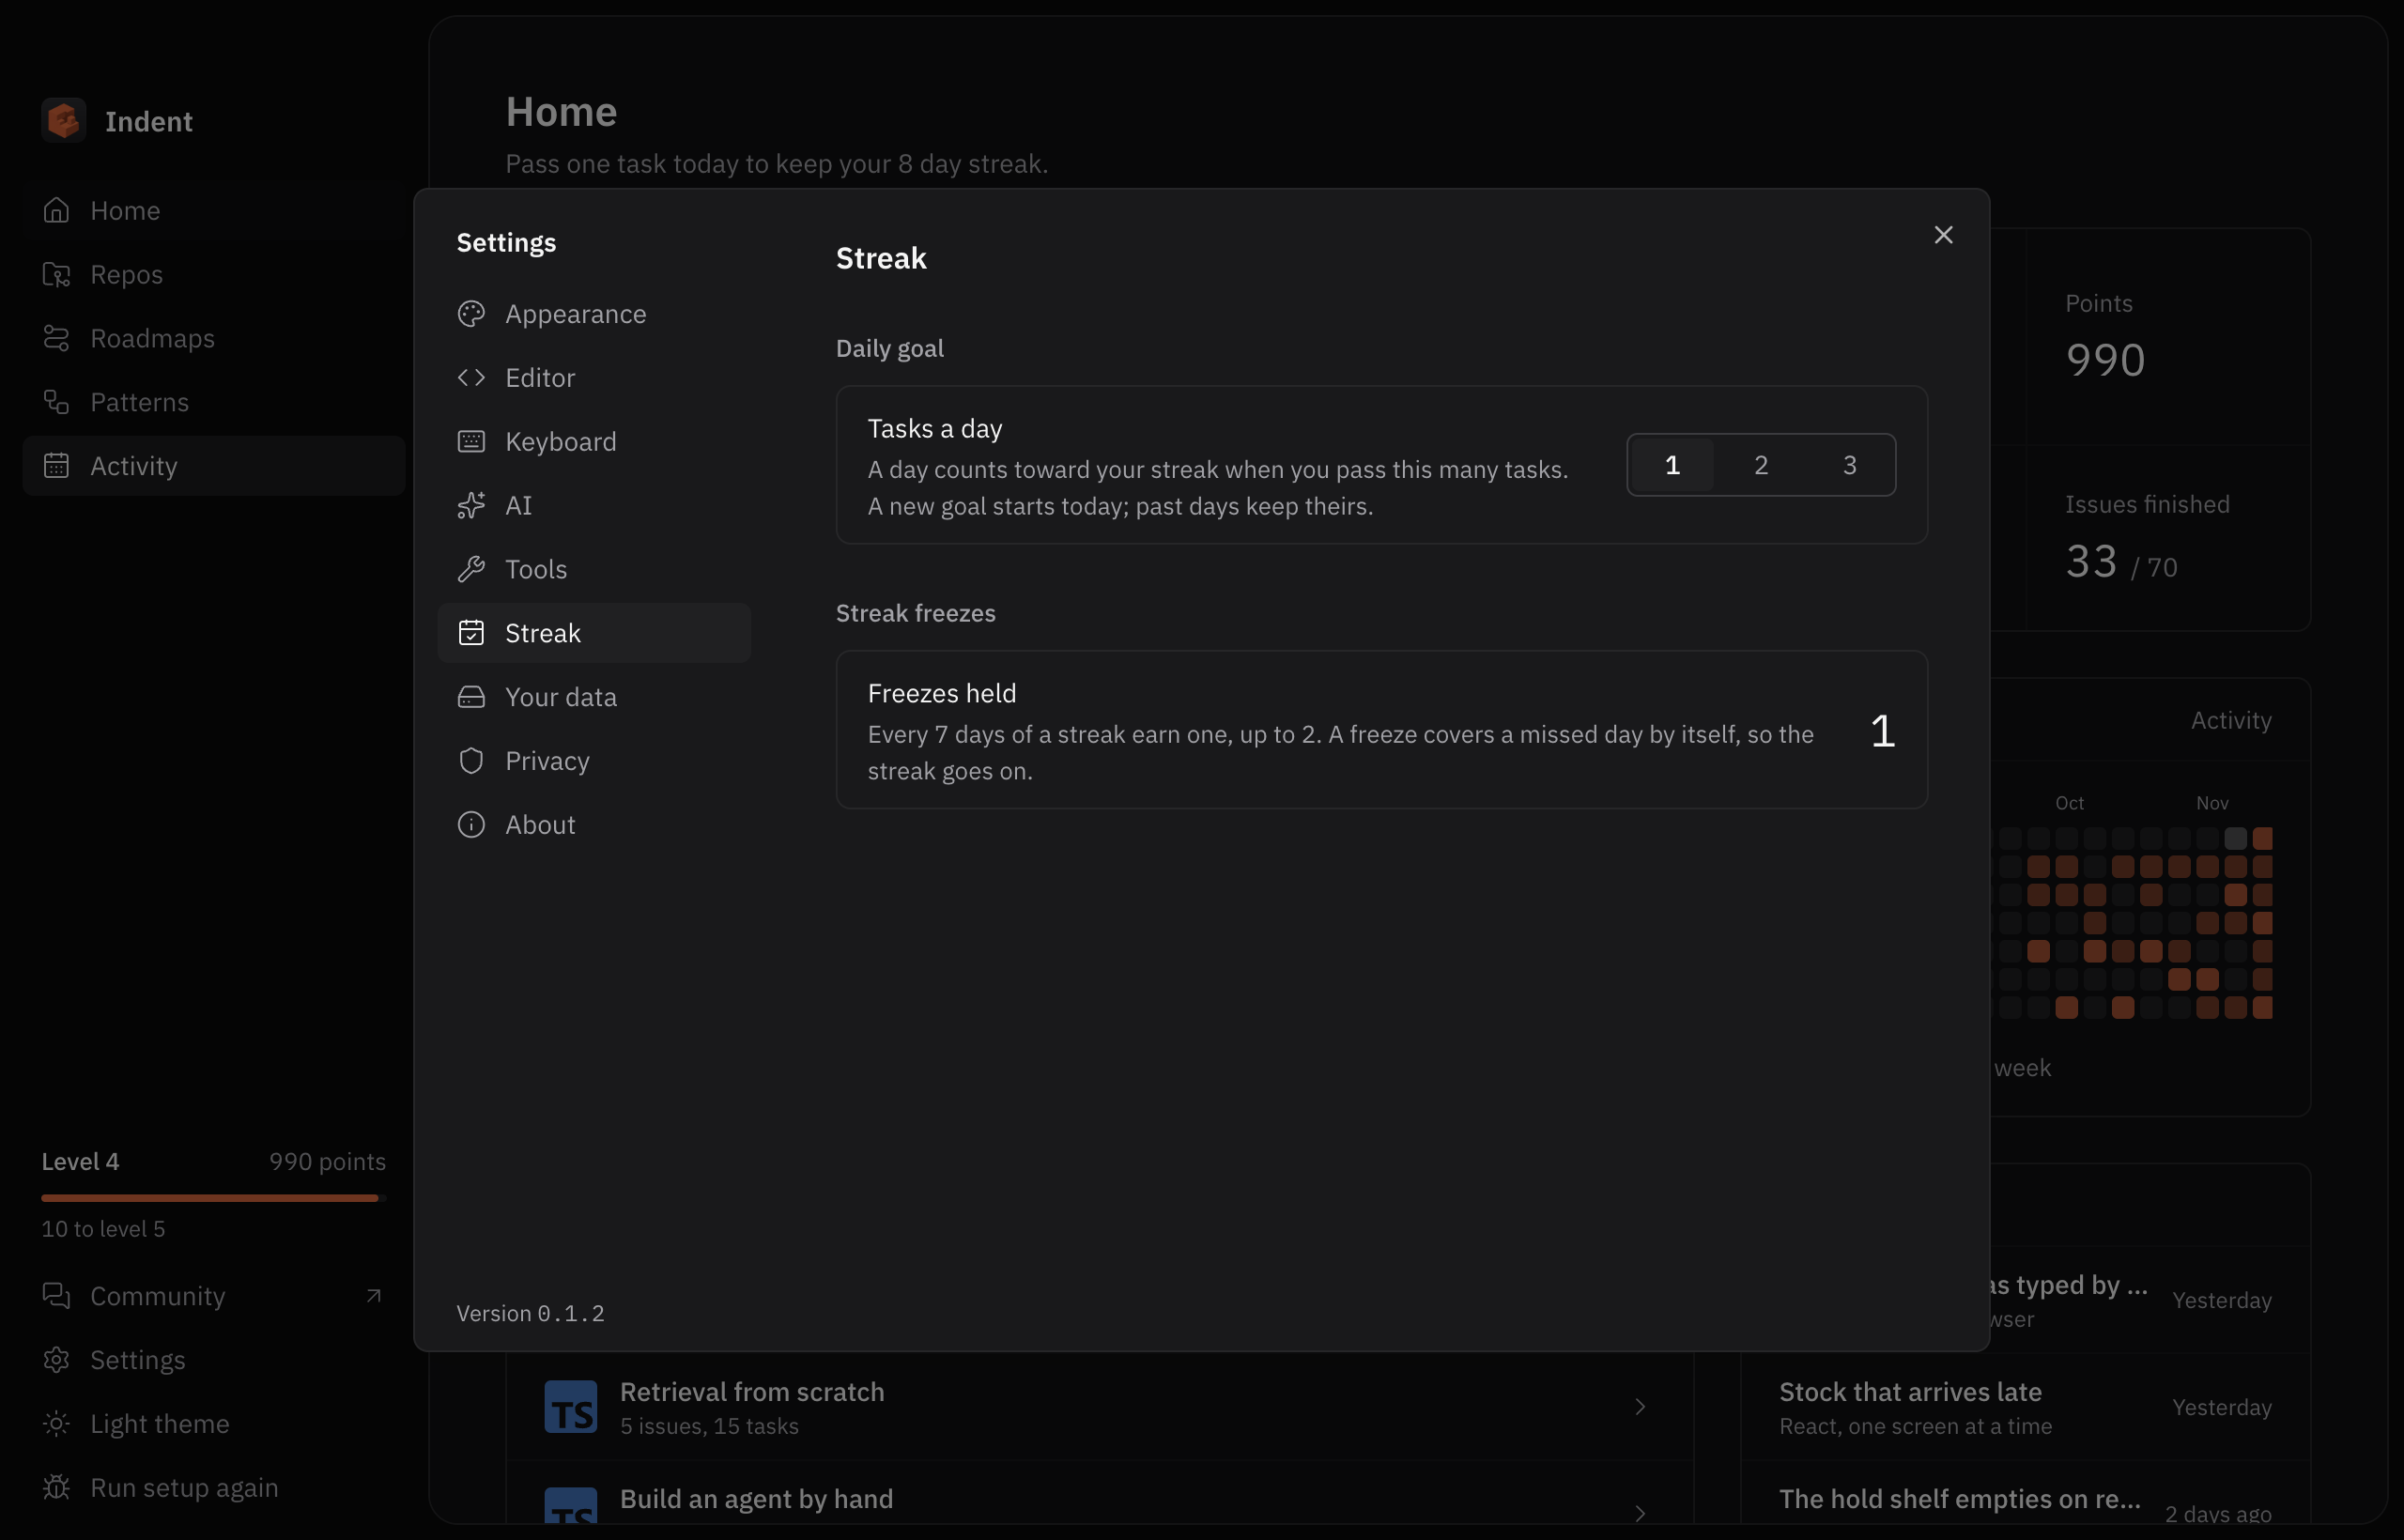 Indent
Home
Repos
Roadmaps
Patterns
Activity
Level 4
990 points
10 to level 5
Community
Settings
Light theme
Run setup again
Home
Pass one task today to keep your 8 day streak.
Settings
Appearance
Editor
Keyboard
AI
Tools
Streak
Your data
Privacy
About
Version 0.1.2
Streak
Daily goal
Tasks a day
A day counts toward your streak when you pass this many tasks.
A new goal starts today; past days keep theirs.
1 2 3
Streak freezes
Freezes held
Every 7 days of a streak earn one, up to 2. A freeze covers a missed day by itself, so the
streak goes on.
1
Points
990
Issues finished
33 / 70
Activity
Oct Nov
week
TS
Retrieval from scratch
5 issues, 15 tasks
TS
Build an agent by hand
as typed by ...
Yesterday
Stock that arrives late
React, one screen at a time
Yesterday
The hold shelf empties on re...
2 days ago